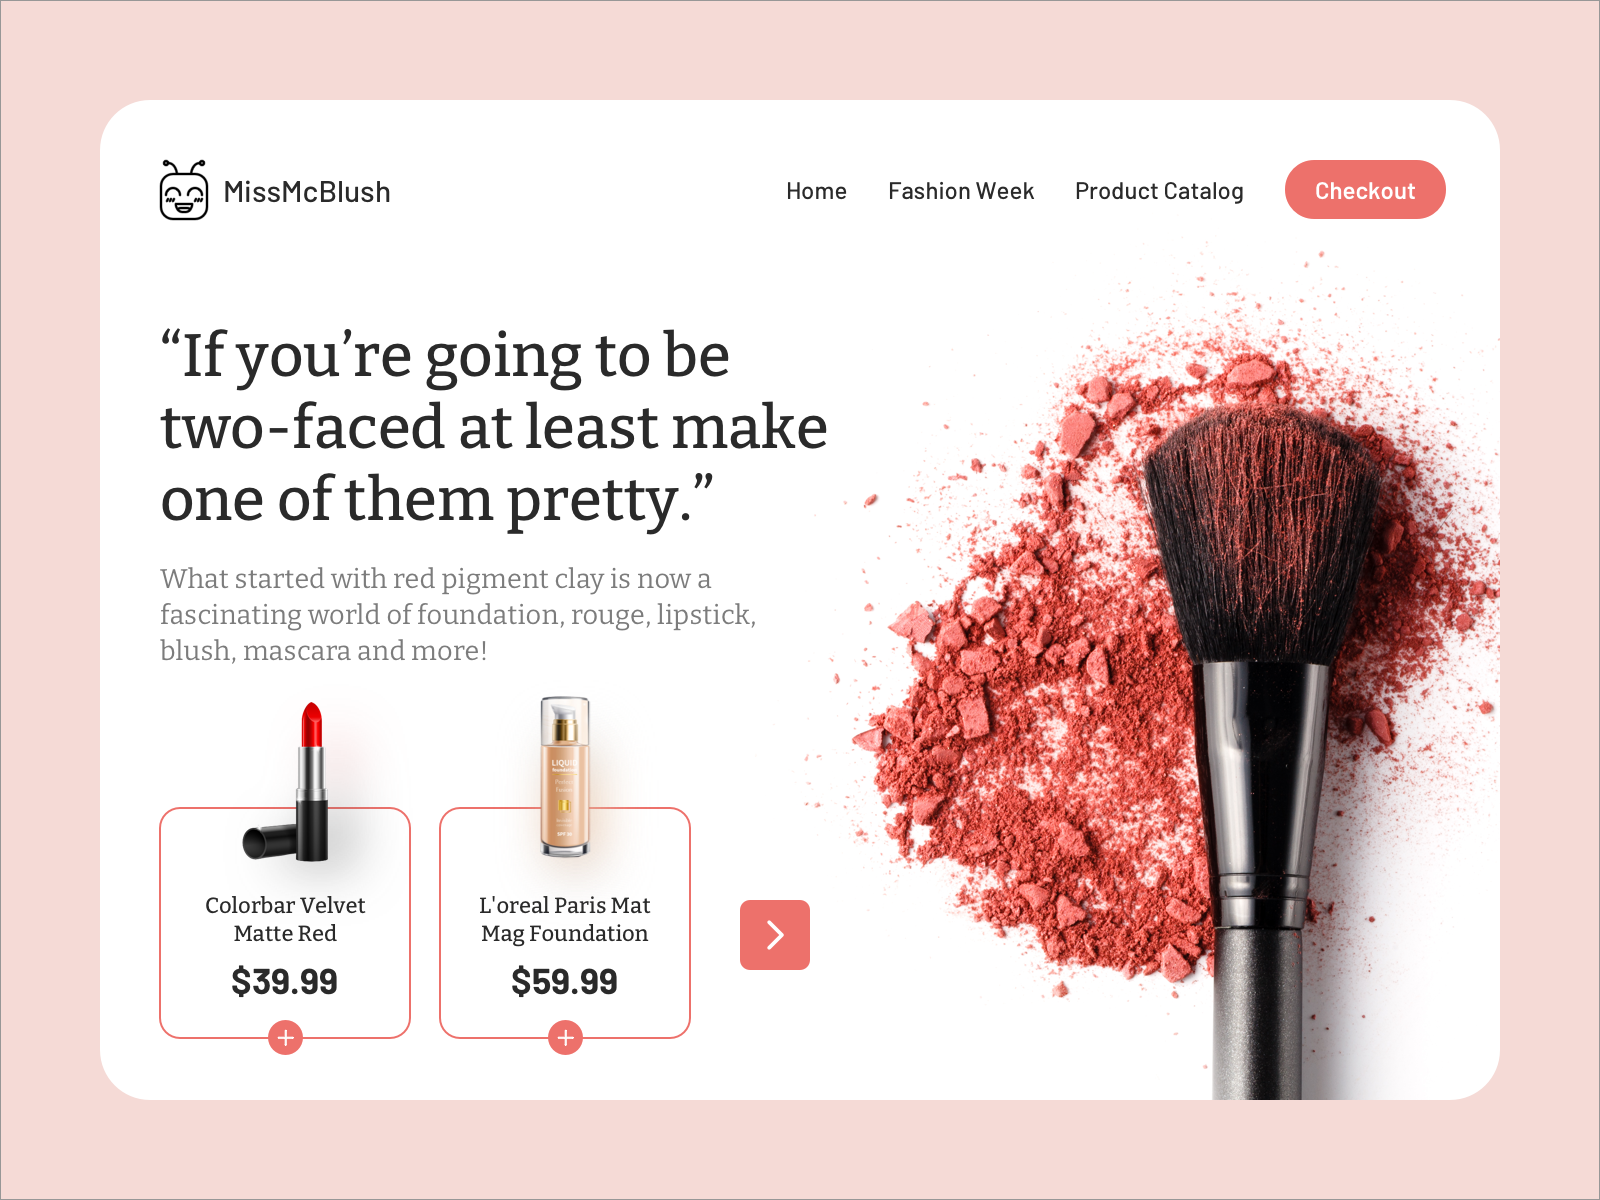 MissMcBlush
Home
Fashion Week
Product Catalog
Checkout
“If you’re going to be
two-faced at least make
one of them pretty.”
What started with red pigment clay is now a
fascinating world of foundation, rouge, lipstick,
blush, mascara and more!
LIQUID
foundation
SPF
Colorbar Velvet
Matte Red
$39.99
L'oreal Paris Mat
Mag Foundation
$59.99